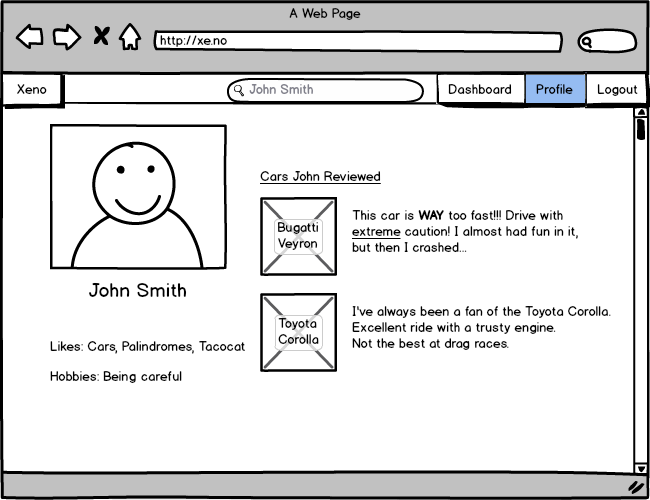 A Web Page
http://xe.no
Xeno
John Smith
Dashboard
Profile
Logout
John Smith
Likes: Cars, Palindromes, Tacocat
Hobbies: Being careful
Cars John Reviewed
Bugatti
Veyron
This car is WAY too fast!!! Drive with
extreme caution! I almost had fun in it,
but then I crashed...
Toyota
Corolla
I've always been a fan of the Toyota Corolla.
Excellent ride with a trusty engine.
Not the best at drag races.